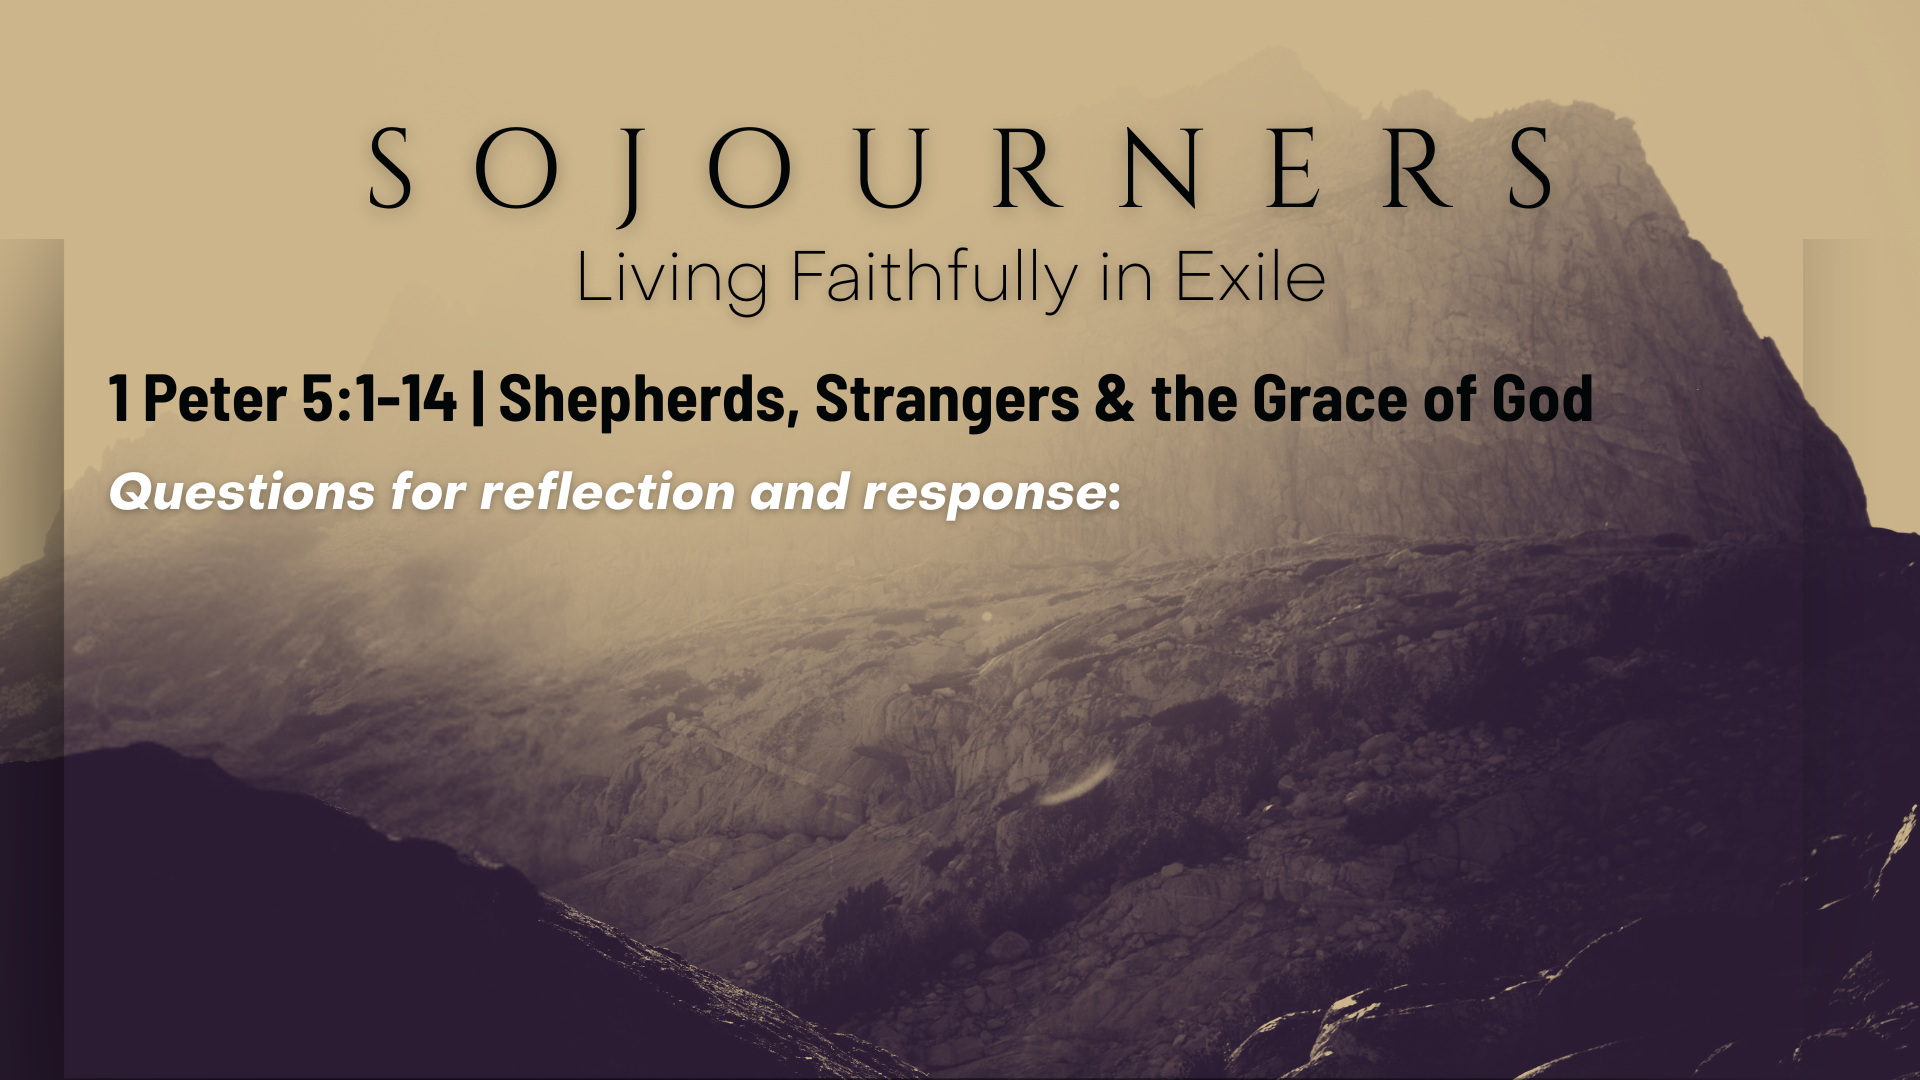 SOJOURNERS
Living Faithfully in Exile
1 Peter 5:1-14 | Shepherds, Strangers & the Grace of God
Questions for reflection and response: